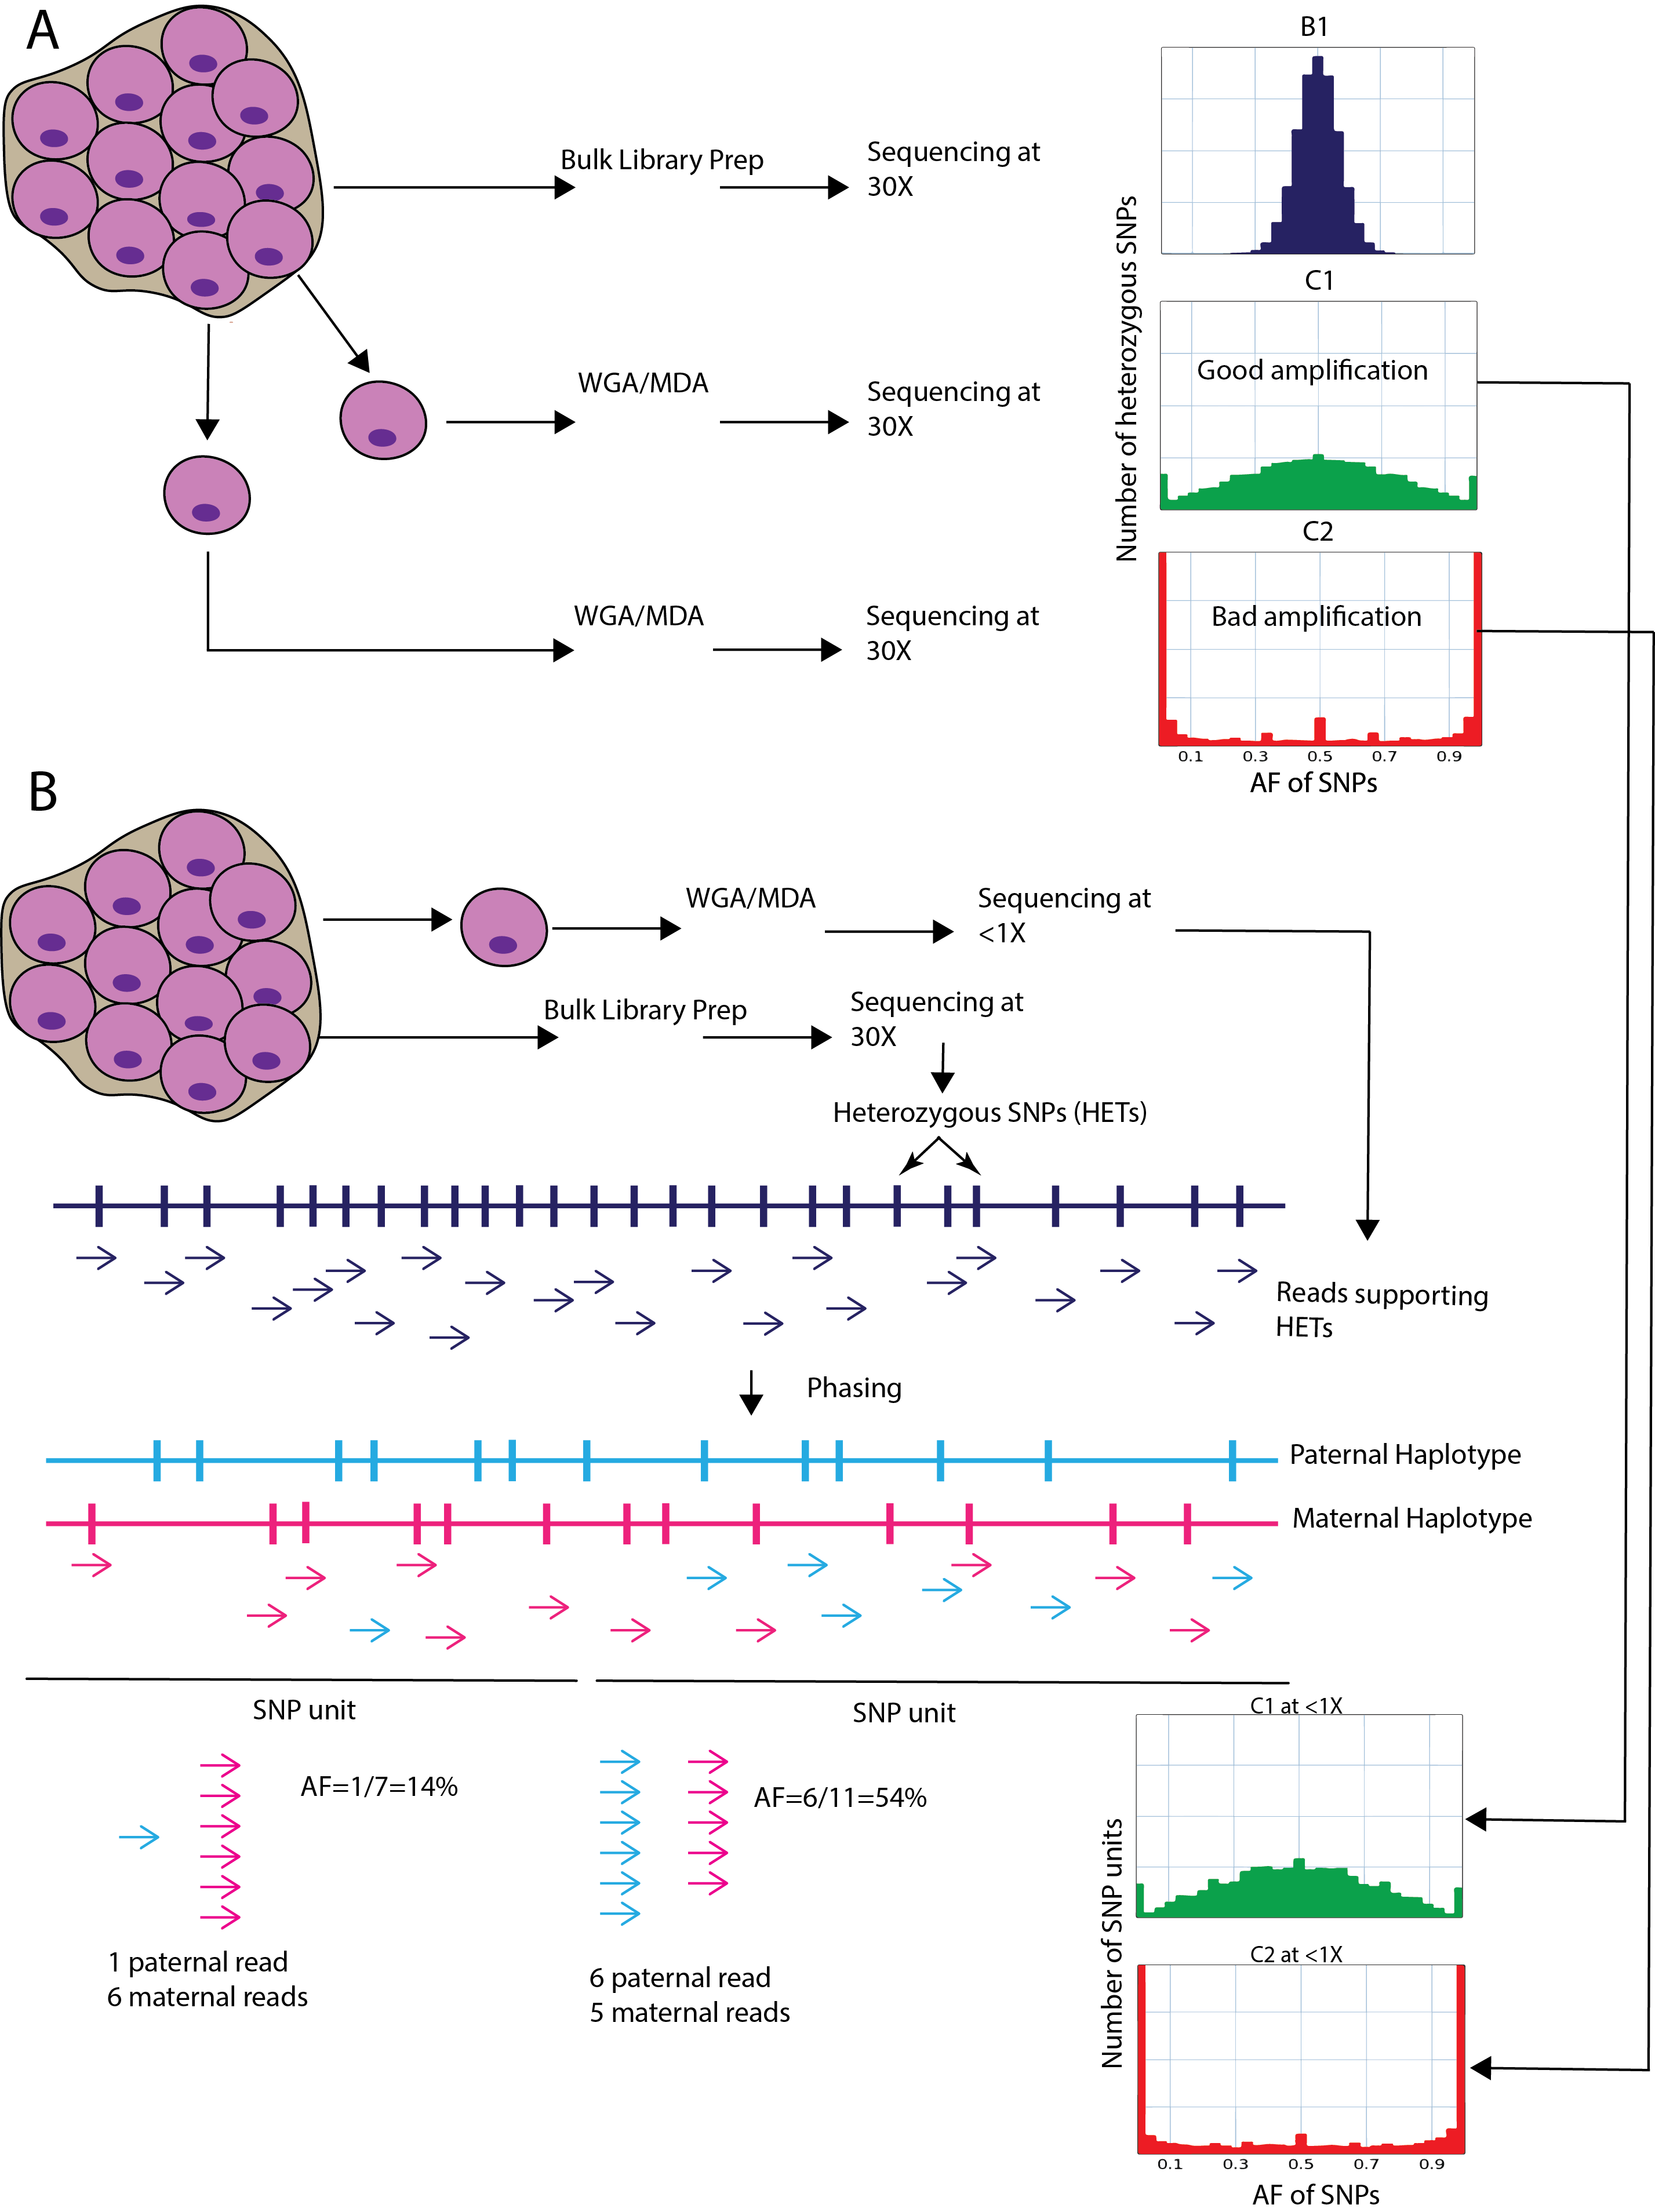 A
Bulk Library Prep
Sequencing at
30X
WGA/MDA
Sequencing at
30X
WGA/MDA
Sequencing at
30X
B1
C1
Good amplification
C2
Bad amplification
Number of heterozygous SNPs
0.1 0.3 0.5 0.7 0.9
AF of SNPs
B
WGA/MDA
Sequencing at
<1X
Bulk Library Prep
Sequencing at
30X
Heterozygous SNPs (HETs)
Reads supporting
HETs
Phasing
Paternal Haplotype
Maternal Haplotype
SNP unit
AF=1/7=14%
1 paternal read
6 maternal reads
SNP unit
AF=6/11=54%
6 paternal read
5 maternal reads
C1 at <1X
C2 at <1X
Number of SNP units
0.1 0.3 0.5 0.7 0.9
AF of SNPs